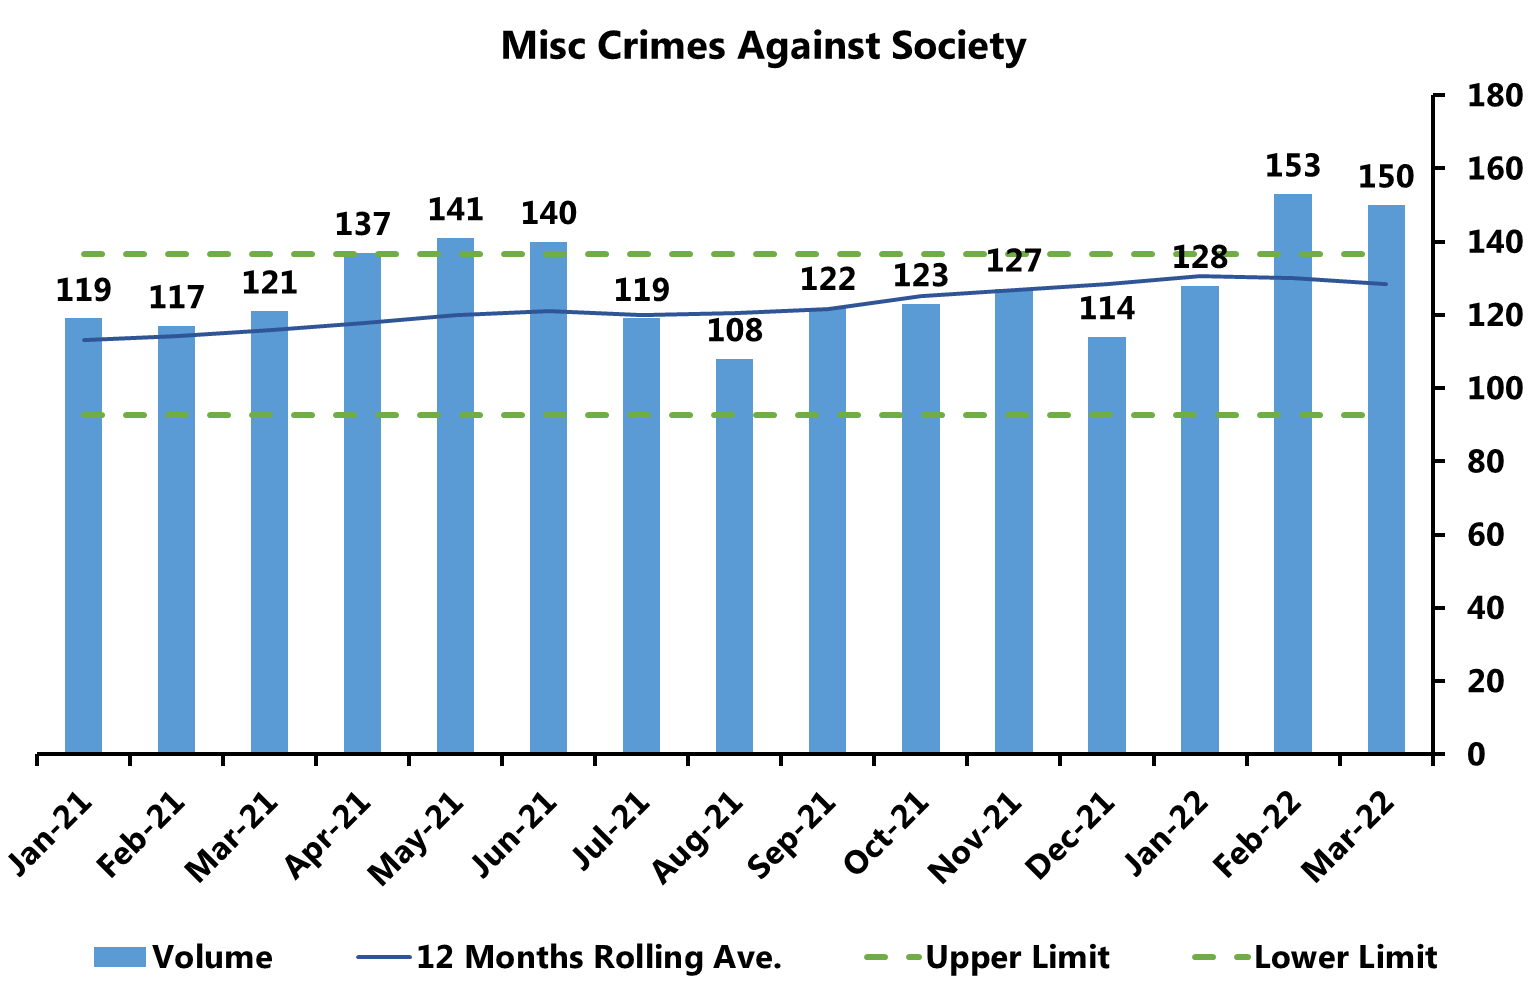 Misc Crimes Against Society
180
160
140
120
100
80
60
40
20
0
119
117
121
137
141
140
119
108
122
123
127
114
128
153
150
Jan-21
Feb-21
Mar-21
Apr-21
May-21
Jun-21
Jul-21
Aug-21
Sep-21
Oct-21
Nov-21
Dec-21
Jan-22
Feb-22
Mar-22
Volume
12 Months Rolling Ave.
Upper Limit
Lower Limit